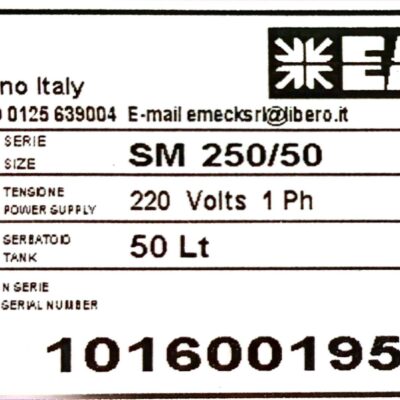 no Italy
0125 639004 E-mail emecksrl@libero.it
SERIE
SIZE
SM 250/50
TENSIONE
POWER SUPPLY
220 Volts 1 Ph
SERBATOIO
TANK
50 Lt
N SERIE
SERIAL NUMBER
101600195